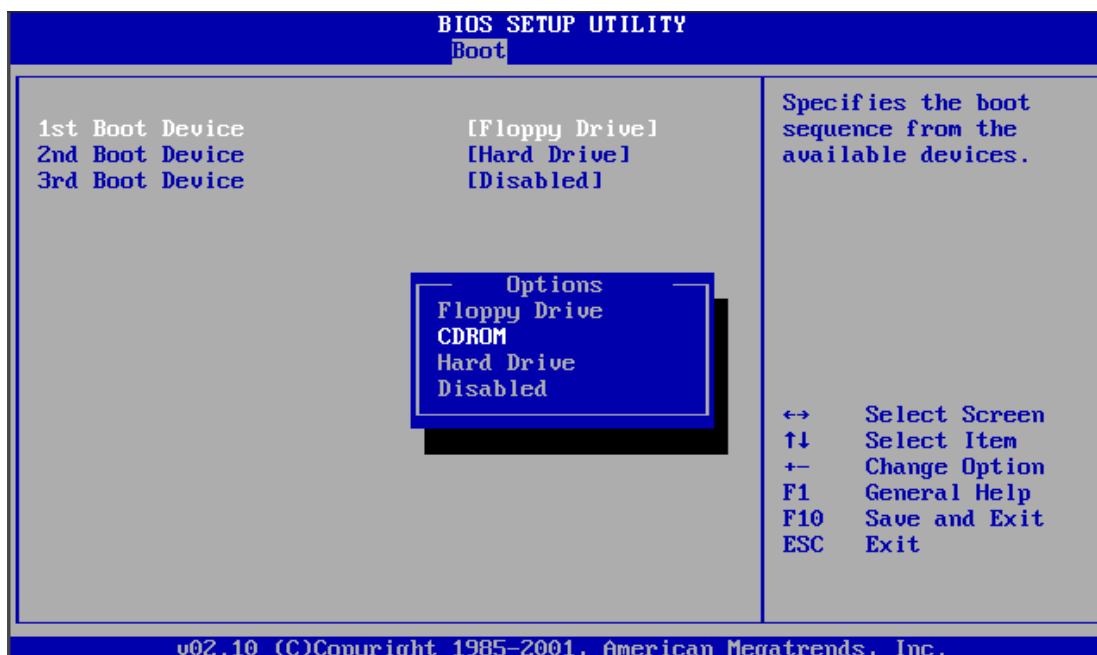 BIOS SETUP UTILITY
Boot
1st Boot Device [Floppy Drive]
2nd Boot Device [Hard Drive]
3rd Boot Device [Disabled]
Options
Floppy Drive
CDROM
Hard Drive
Disabled
Specifies the boot
sequence from the
available devices.
←→ Select Screen
↑↓ Select Item
+- Change Option
F1 General Help
F10 Save and Exit
ESC Exit
v02.10 (C)Copyright 1985-2001, American Megatrends, Inc.